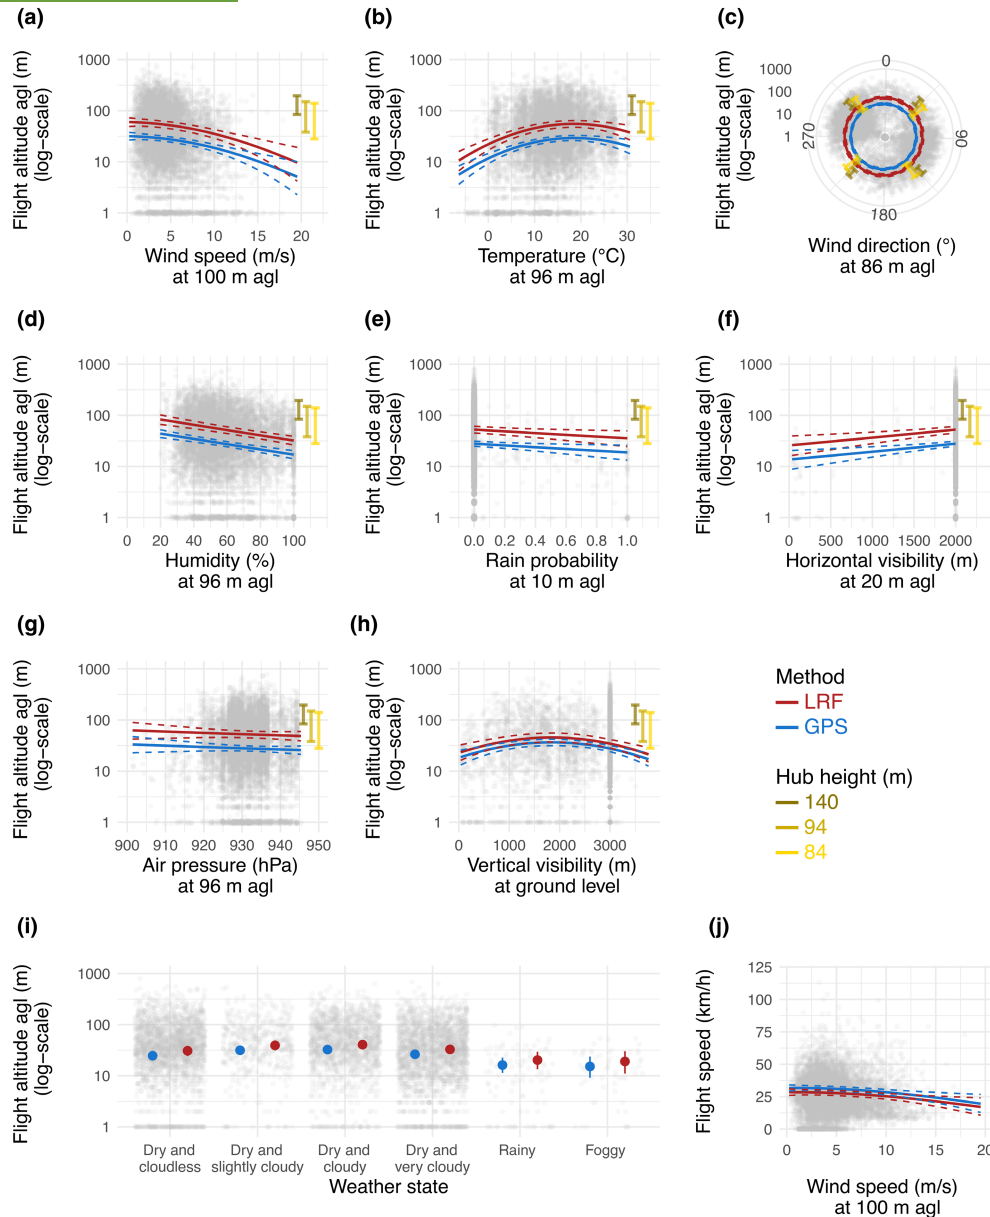 (a)
Flight altitude agl (m)
(log–scale)
1000
100
10
1
0 5 10 15 20
Wind speed (m/s)
at 100 m agl
(b)
Flight altitude agl (m)
(log–scale)
1000
100
10
1
0 10 20 30
Temperature (°C)
at 96 m agl
(c)
Flight altitude agl (m)
(log–scale)
1000
100
10
1
0
90
180
270
Wind direction (°)
at 86 m agl
(d)
Flight altitude agl (m)
(log–scale)
1000
100
10
1
0 20 40 60 80 100
Humidity (%)
at 96 m agl
(e)
Flight altitude agl (m)
(log–scale)
1000
100
10
1
0.0 0.2 0.4 0.6 0.8 1.0
Rain probability
at 10 m agl
(f)
Flight altitude agl (m)
(log–scale)
1000
100
10
1
0 500 1000 1500 2000
Horizontal visibility (m)
at 20 m agl
(g)
Flight altitude agl (m)
(log–scale)
1000
100
10
1
900 910 920 930 940 950
Air pressure (hPa)
at 96 m agl
(h)
Flight altitude agl (m)
(log–scale)
1000
100
10
1
0 1000 2000 3000
Vertical visibility (m)
at ground level
Method
LRF
GPS
Hub height (m)
140
94
84
(i)
Flight altitude agl (m)
(log–scale)
1000
100
10
1
Dry and
cloudless
Dry and
slightly cloudy
Dry and
cloudy
Dry and
very cloudy
Rainy
Foggy
Weather state
(j)
Flight speed (km/h)
125
100
75
50
25
0
0 5 10 15 20
Wind speed (m/s)
at 100 m agl